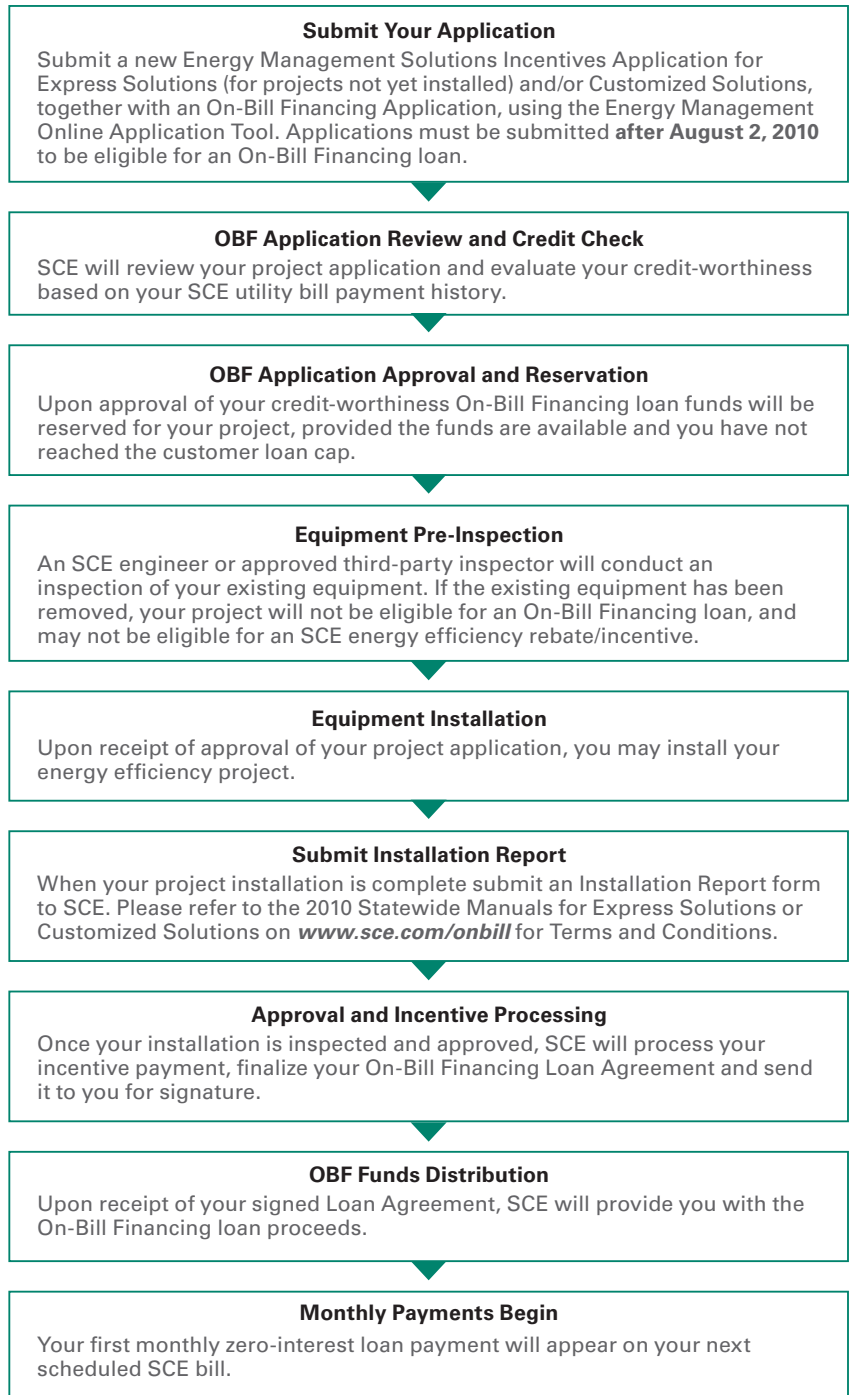 Submit Your Application
Submit a new Energy Management Solutions Incentives Application for
Express Solutions (for projects not yet installed) and/or Customized Solutions,
together with an On-Bill Financing Application, using the Energy Management
Online Application Tool. Applications must be submitted after August 2, 2010
to be eligible for an On-Bill Financing loan.
OBF Application Review and Credit Check
SCE will review your project application and evaluate your credit-worthiness
based on your SCE utility bill payment history.
OBF Application Approval and Reservation
Upon approval of your credit-worthiness On-Bill Financing loan funds will be
reserved for your project, provided the funds are available and you have not
reached the customer loan cap.
Equipment Pre-Inspection
An SCE engineer or approved third-party inspector will conduct an
inspection of your existing equipment. If the existing equipment has been
removed, your project will not be eligible for an On-Bill Financing loan, and
may not be eligible for an SCE energy efficiency rebate/incentive.
Equipment Installation
Upon receipt of approval of your project application, you may install your
energy efficiency project.
Submit Installation Report
When your project installation is complete submit an Installation Report form
to SCE. Please refer to the 2010 Statewide Manuals for Express Solutions or
Customized Solutions on www.sce.com/onbill for Terms and Conditions.
Approval and Incentive Processing
Once your installation is inspected and approved, SCE will process your
incentive payment, finalize your On-Bill Financing Loan Agreement and send
it to you for signature.
OBF Funds Distribution
Upon receipt of your signed Loan Agreement, SCE will provide you with the
On-Bill Financing loan proceeds.
Monthly Payments Begin
Your first monthly zero-interest loan payment will appear on your next
scheduled SCE bill.